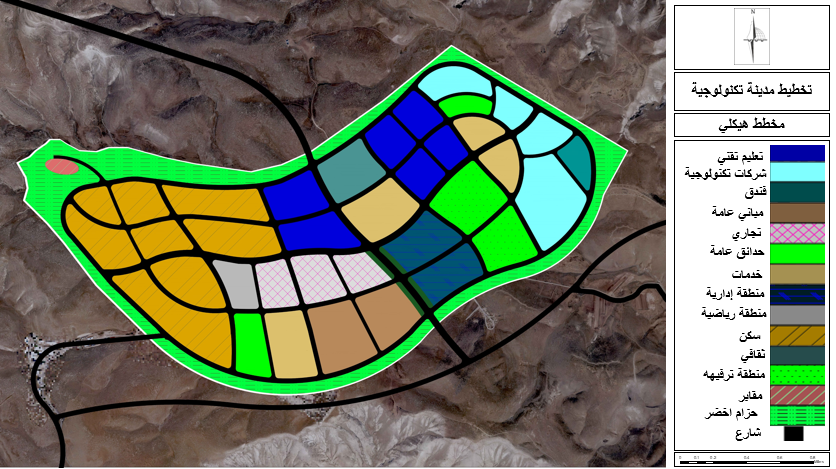 N
تخطيط مدينة تكنولوجية
مخطط هيكلي
تعليم تقني
شركات تكنولوجية
فندق
مباني عامة
تجاري
حدائق عامة
خدمات
منطقة إدارية
منطقة رياضية
سكن
ثقافي
منطقة ترفيهه
مقابر
حزام اخضر
شارع